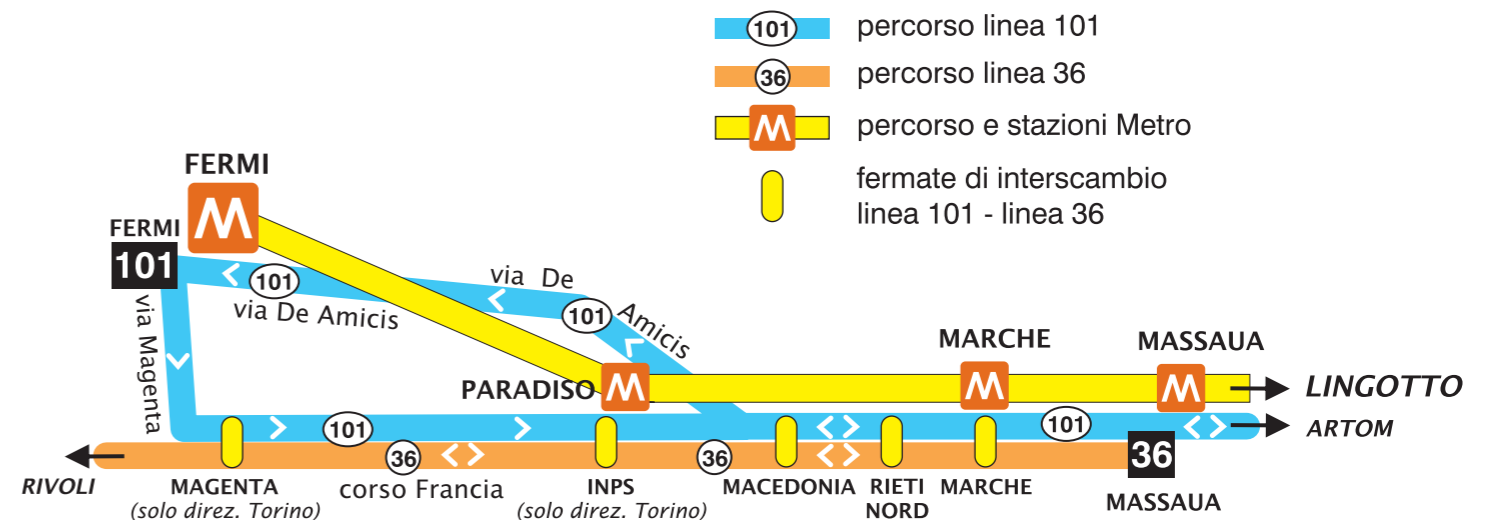 101 percorso linea 101
36 percorso linea 36
M percorso e stazioni Metro
fermate di interscambio
linea 101 - linea 36
FERMI
M
FERMI
101
101
via De Amicis
via De Amicis
101
via Magenta
PARADISO M
MARCHE
M
MASSAUA
M
LINGOTTO
101
101
ARTOM
36
36
36
RIVOLI
MAGENTA
(solo direz. Torino)
corso Francia
INPS
(solo direz. Torino)
MACEDONIA
RIETI
NORD
MARCHE
MASSAUA